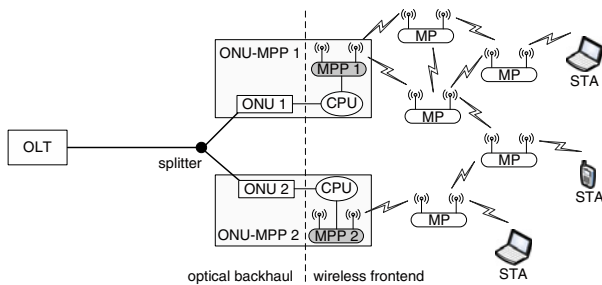 ONU-MPP 1
MPP 1
MP
MP
STA
ONU 1
CPU
MP
OLT
splitter
MP
STA
ONU 2
CPU
MP
ONU-MPP 2
MPP 2
STA
optical backhaul
wireless frontend